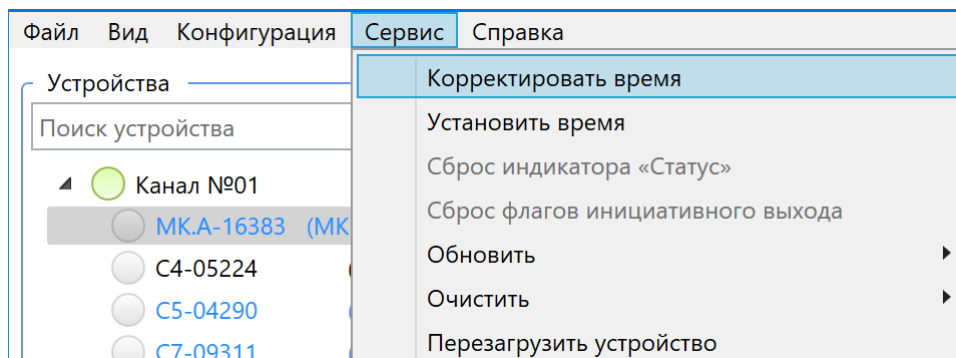 Файл Вид Конфигурация Сервис Справка
Устройства
Поиск устройства
Канал №01
МК.А-16383 (МК
С4-05224 (
С5-04290 (
С7-09311 (
Корректировать время
Установить время
Сброс индикатора «Статус»
Сброс флагов инициативного выхода
Обновить
Очистить
Перезагрузить устройство